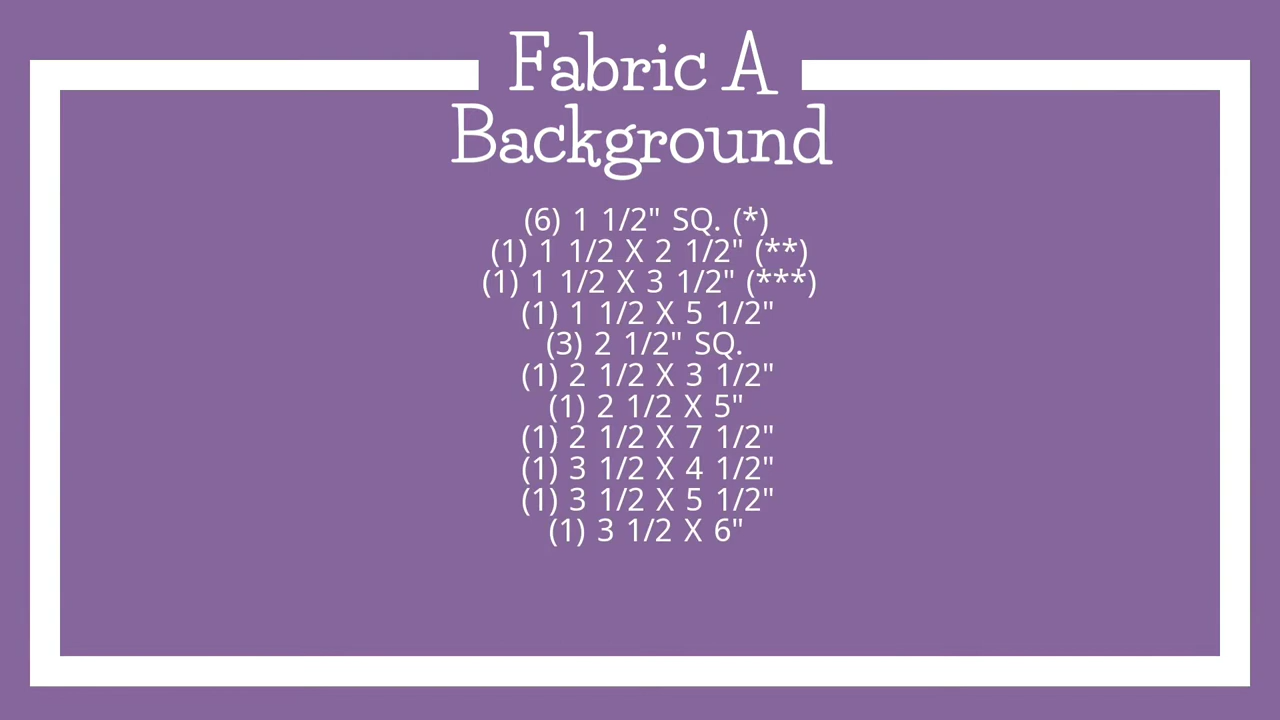 Fabric A
Background
(6) 1 1/2" SQ. (*)
(1) 1 1/2 X 2 1/2" (**)
(1) 1 1/2 X 3 1/2" (***)
(1) 1 1/2 X 5 1/2"
(3) 2 1/2" SQ.
(1) 2 1/2 X 3 1/2"
(1) 2 1/2 X 5"
(1) 2 1/2 X 7 1/2"
(1) 3 1/2 X 4 1/2"
(1) 3 1/2 X 5 1/2"
(1) 3 1/2 X 6"